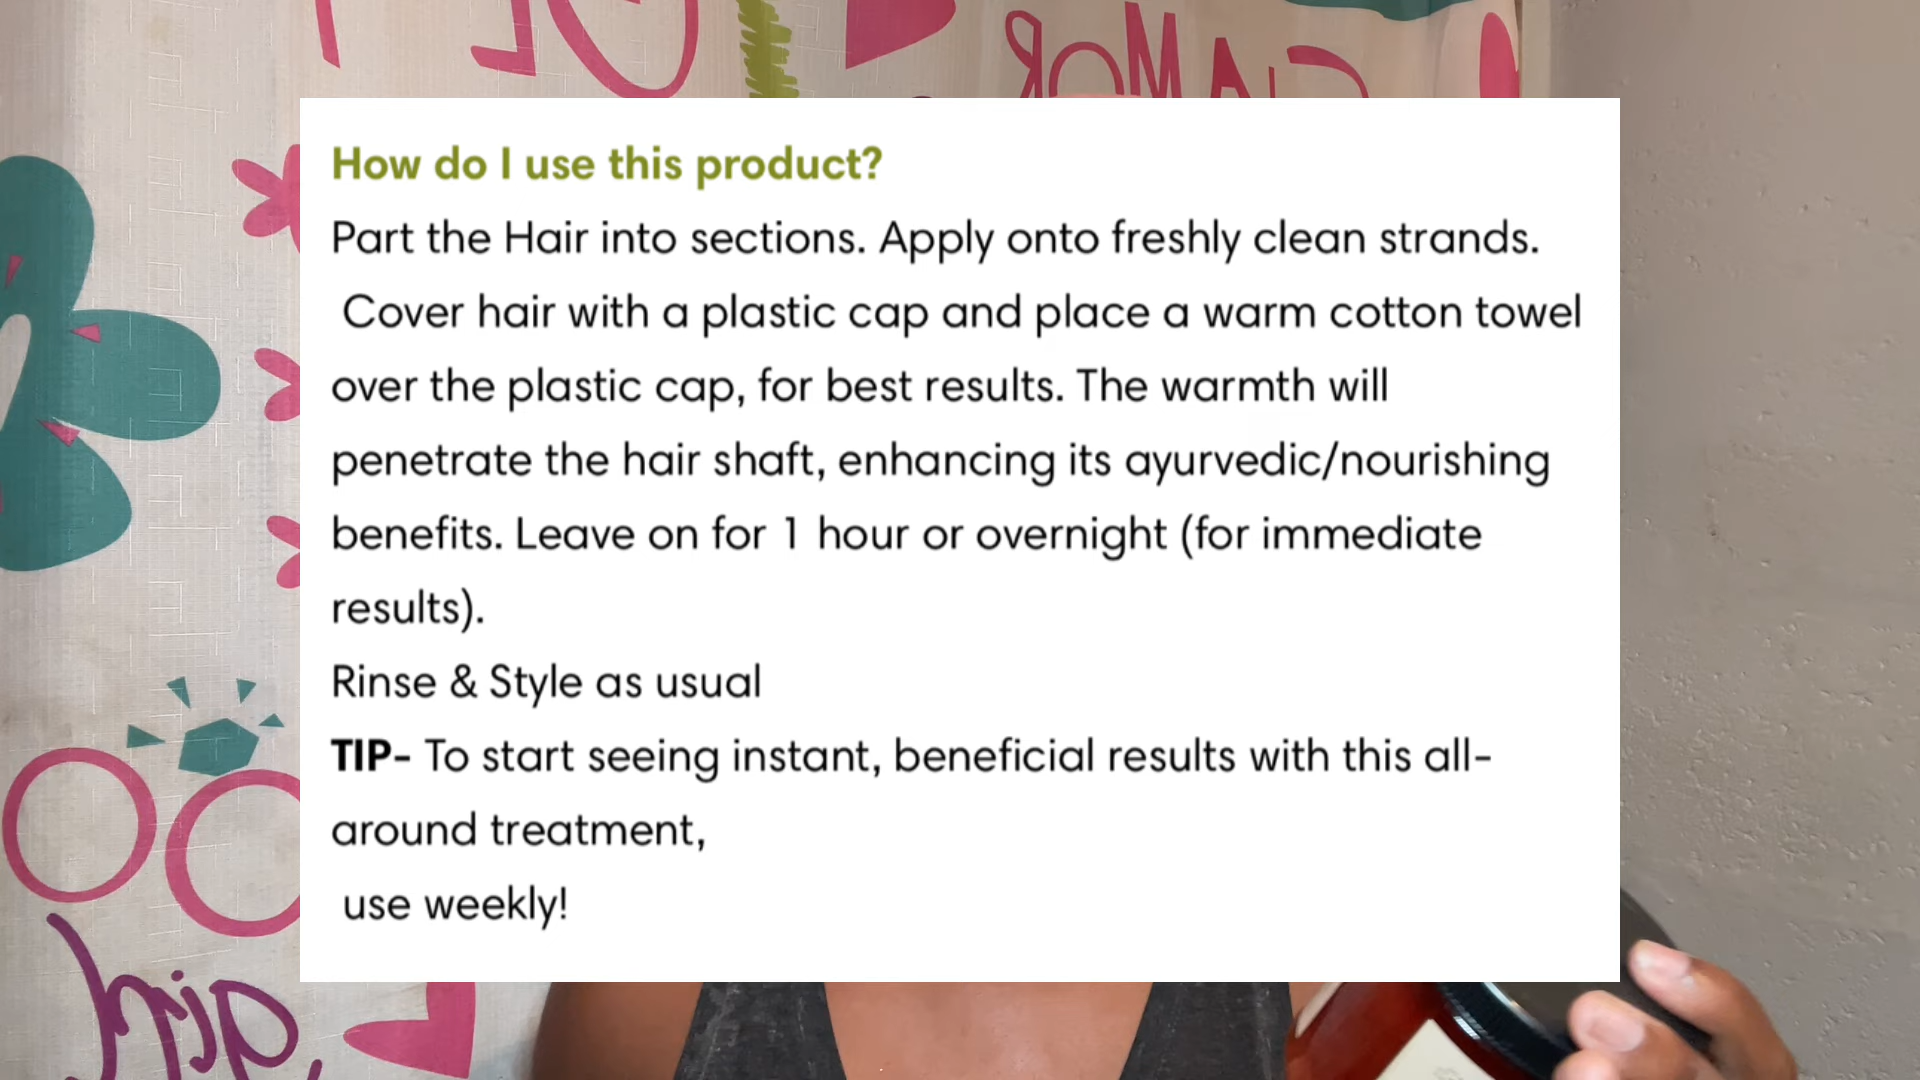 GLAMOR
How do I use this product?
Part the Hair into sections. Apply onto freshly clean strands.
Cover hair with a plastic cap and place a warm cotton towel
over the plastic cap, for best results. The warmth will
penetrate the hair shaft, enhancing its ayurvedic/nourishing
benefits. Leave on for 1 hour or overnight (for immediate
results).
Rinse & Style as usual
TIP- To start seeing instant, beneficial results with this all-
around treatment,
use weekly!